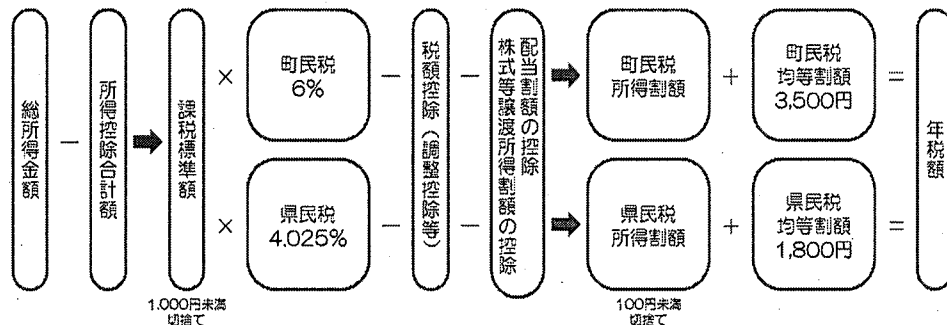 総所得金額
－
所得控除合計額
課税標準額
1,000円未満
切捨て
×
町民税
6%
－
×
県民税
4.025%
－
税額控除（調整控除等）
－
－
配当割額の控除
株式等譲渡所得割額の控除
町民税
所得割額
+
町民税
均等割額
3,500円
=
県民税
所得割額
+
県民税
均等割額
1,800円
=
100円未満
切捨て
年税額